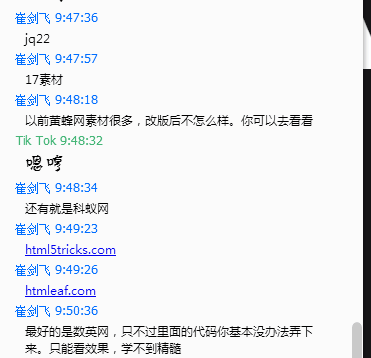 崔剑飞 9:47:36
jq22
崔剑飞 9:47:57
17素材
崔剑飞 9:48:18
以前黄蜂网素材很多，改版后不怎么样。你可以去看看
Tik Tok 9:48:32
嗯哼
崔剑飞 9:48:34
还有就是科蚁网
崔剑飞 9:49:23
html5tricks.com
崔剑飞 9:49:26
htmleaf.com
崔剑飞 9:50:36
最好的是数英网，只不过里面的代码你基本没办法弄下
来。只能看效果，学不到精髓